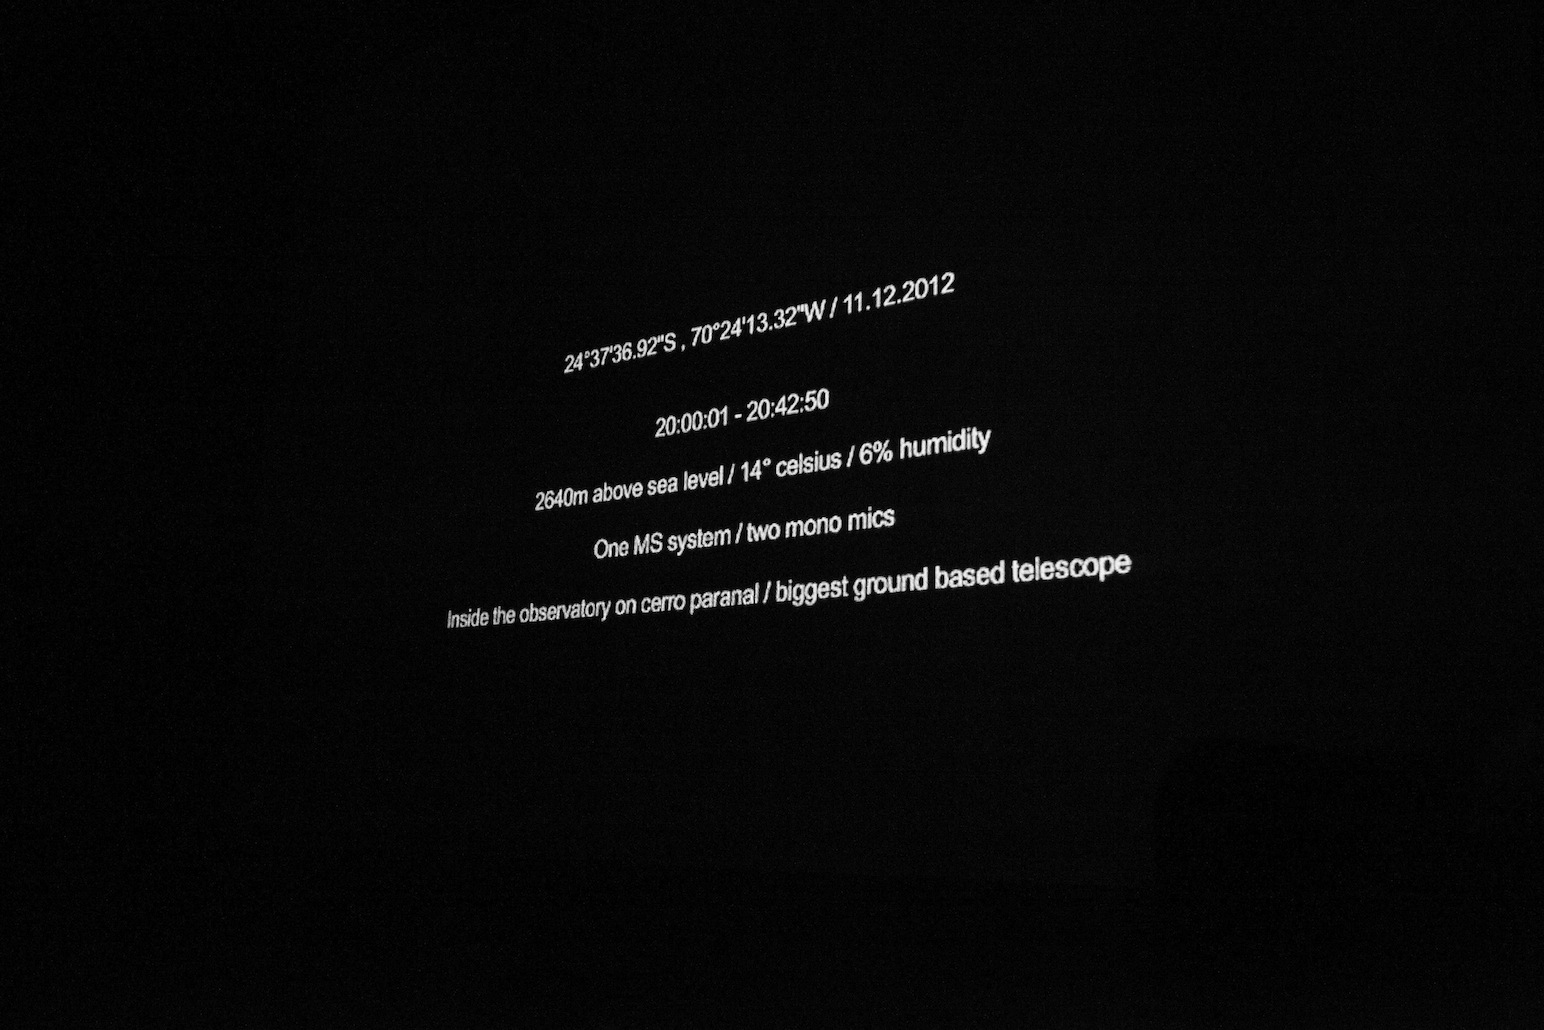 24°37'36.92"S , 70°24'13.32"W / 11.12.2012
20:00:01 - 20:42:50
2640m above sea level / 14° celsius / 6% humidity
One MS system / two mono mics
Inside the observatory on cerro paranal / biggest ground based telescope